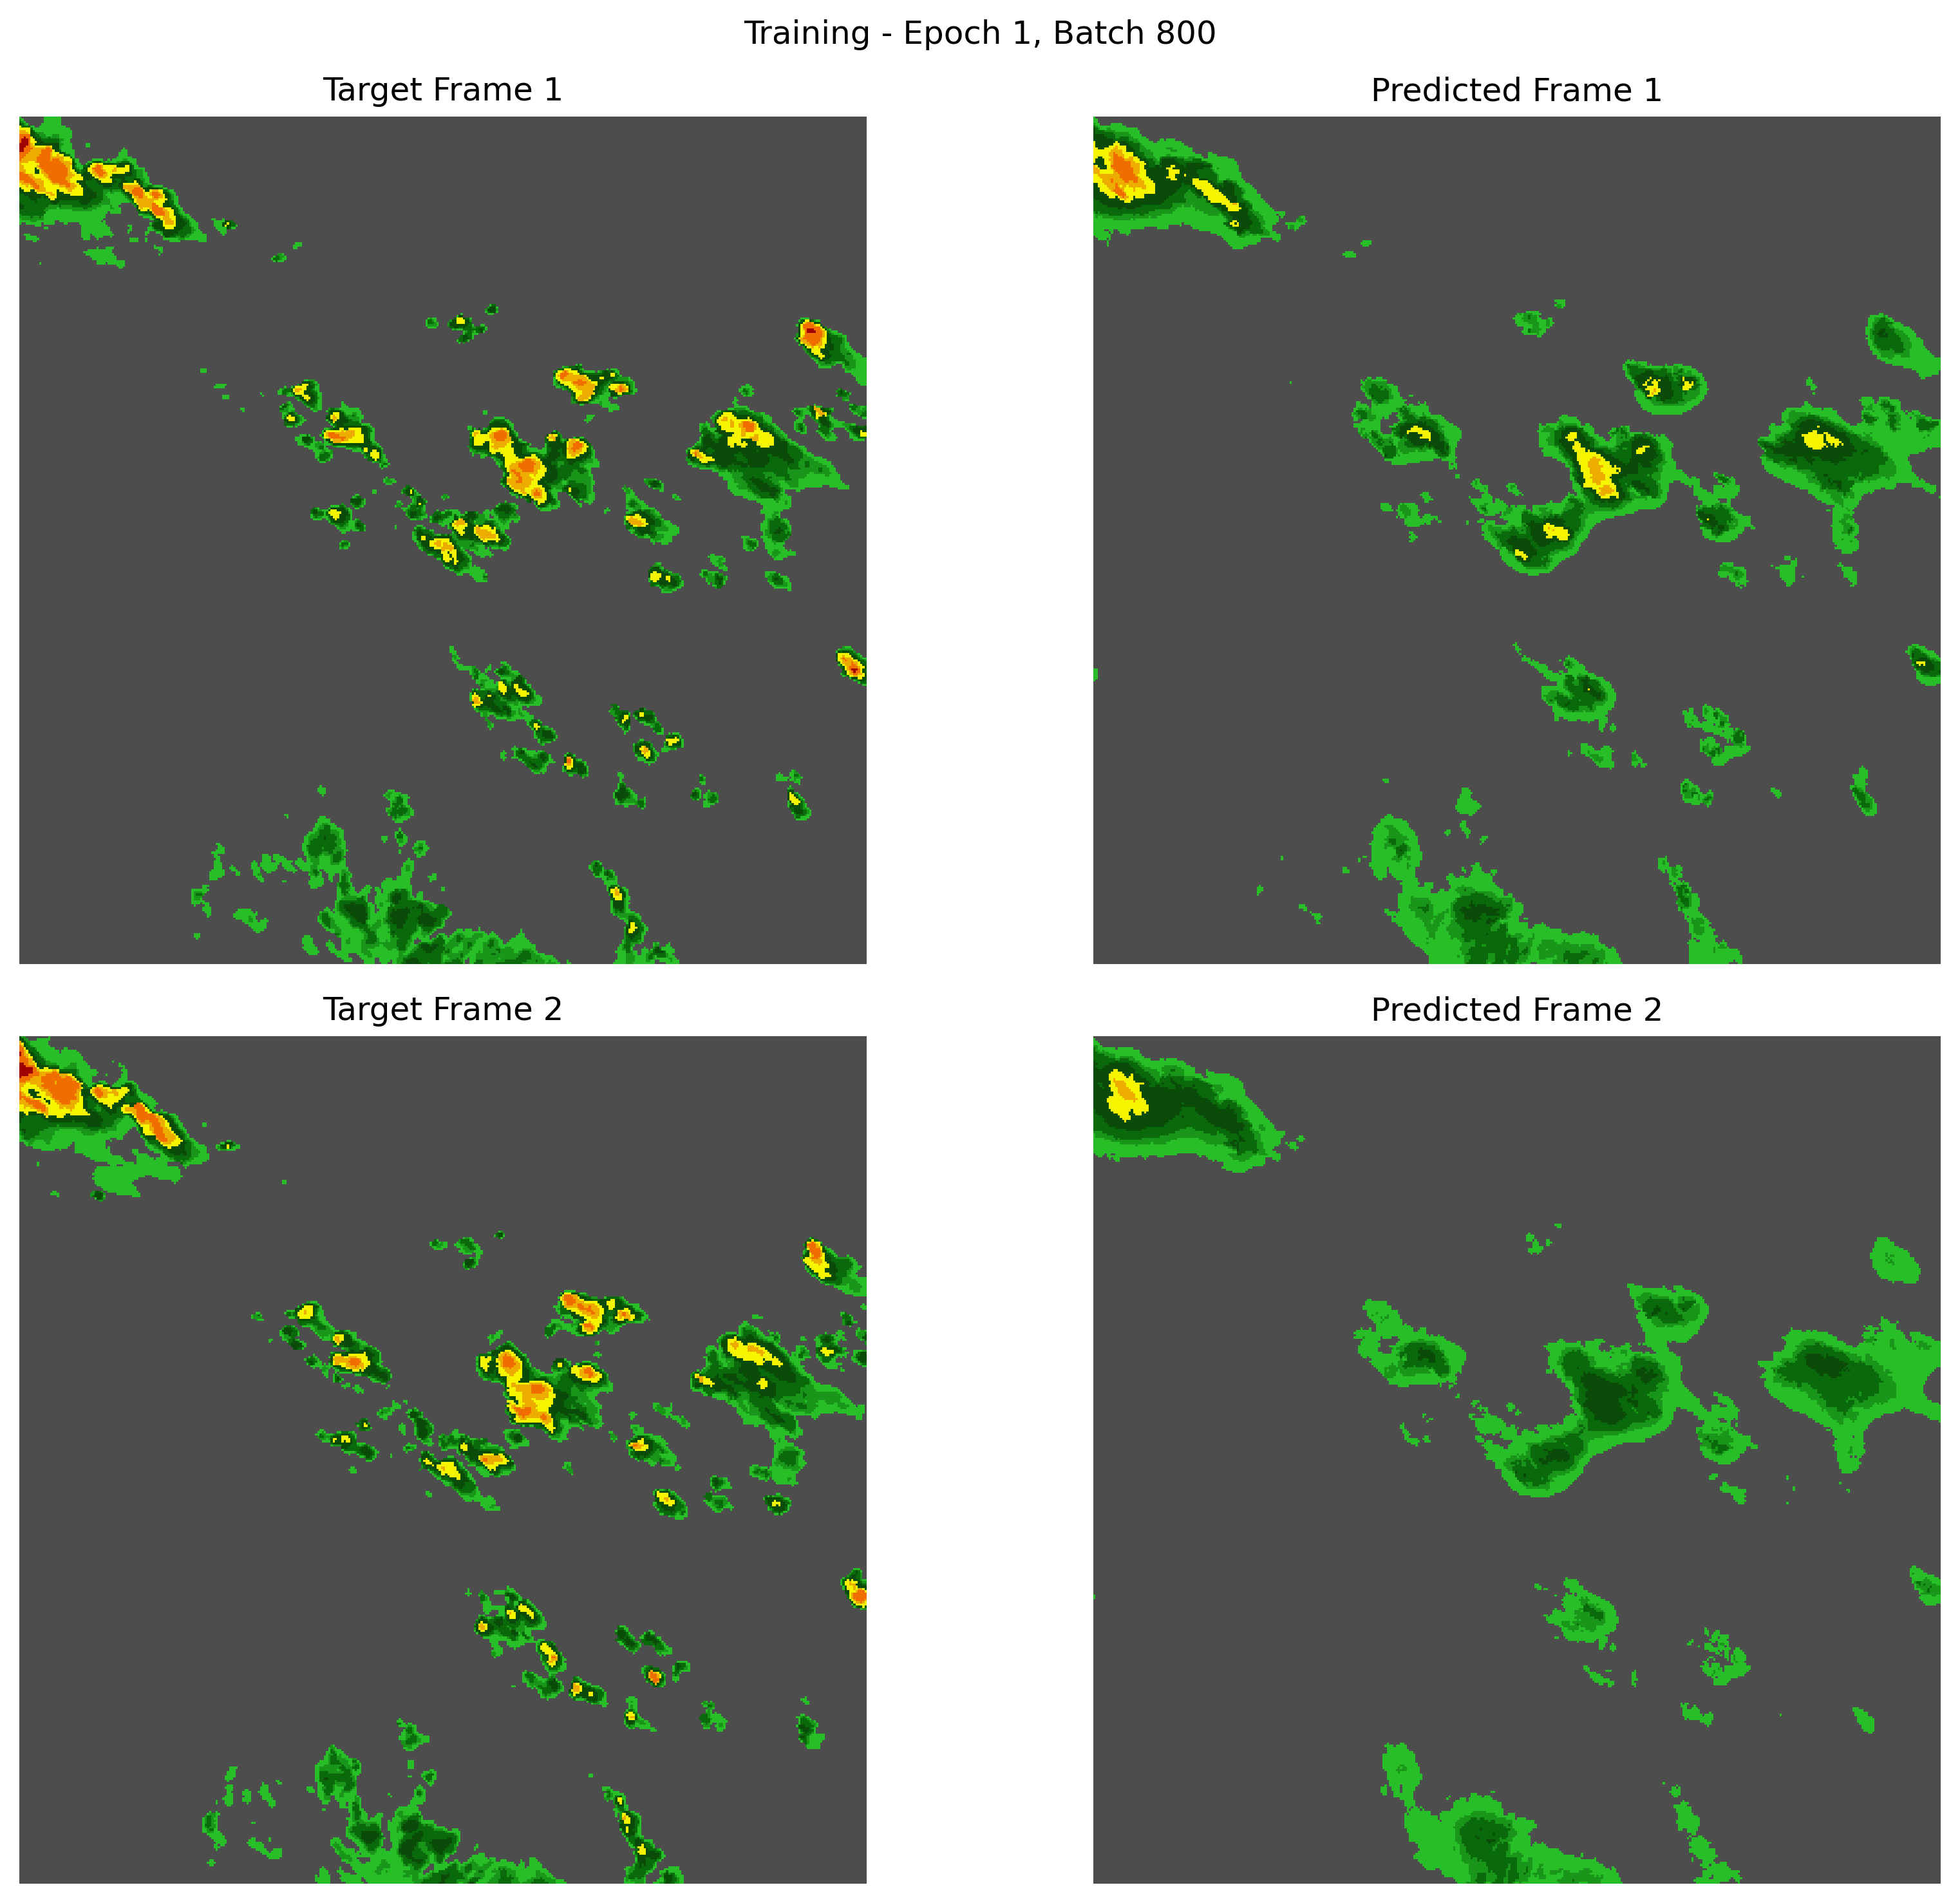 Training - Epoch 1, Batch 800
Target Frame 1
Predicted Frame 1
Target Frame 2
Predicted Frame 2